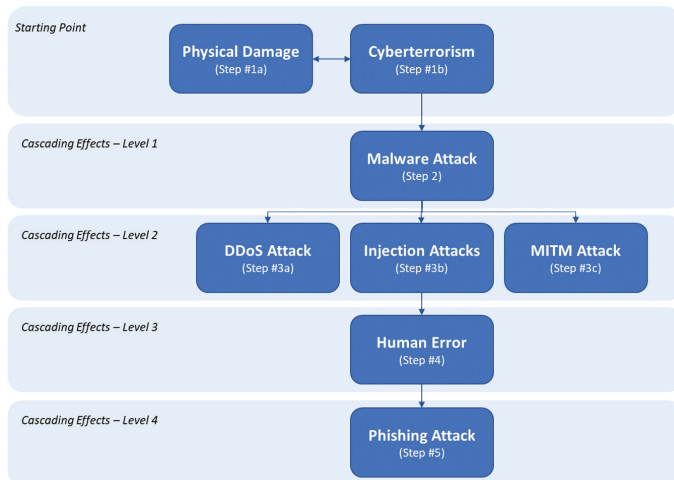 Starting Point
Physical Damage
(Step #1a)
Cyberterrorism
(Step #1b)
Cascading Effects – Level 1
Malware Attack
(Step 2)
Cascading Effects – Level 2
DDoS Attack
(Step #3a)
Injection Attacks
(Step #3b)
MITM Attack
(Step #3c)
Cascading Effects – Level 3
Human Error
(Step #4)
Cascading Effects – Level 4
Phishing Attack
(Step #5)